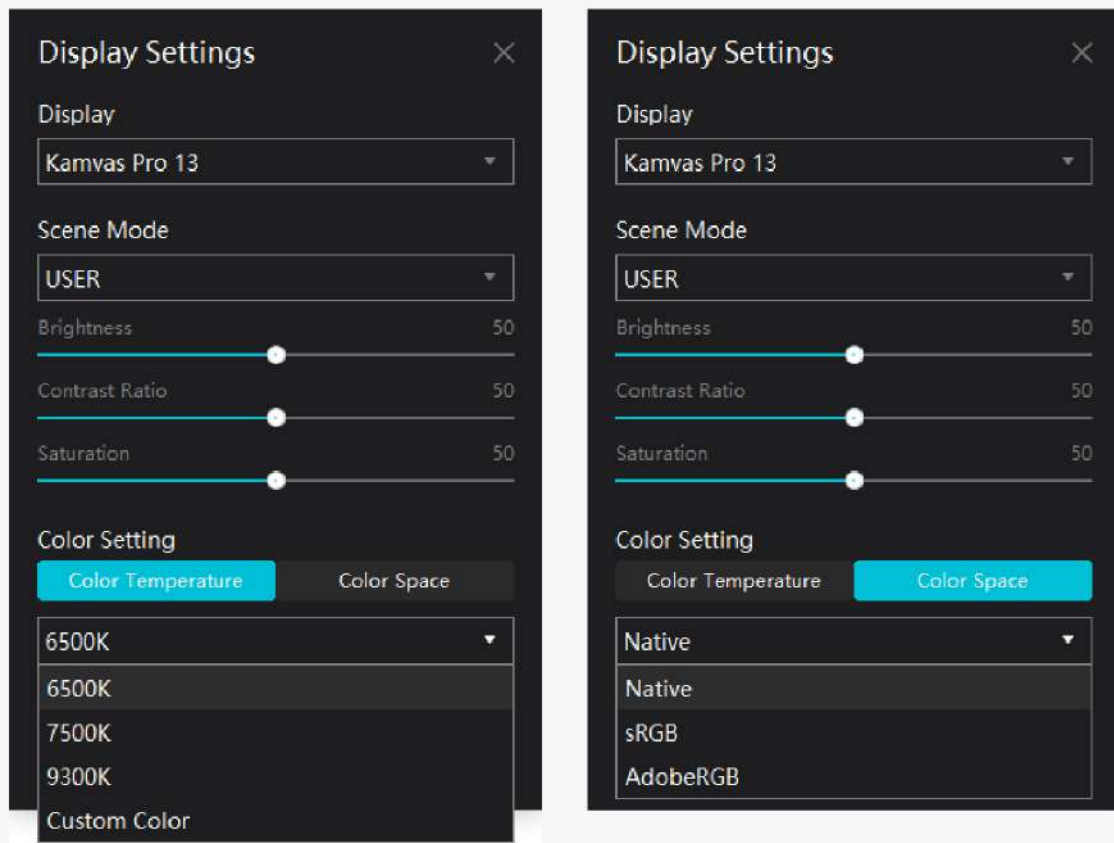 Display Settings
Display
Kamvas Pro 13
Scene Mode
USER
Brightness 50
Contrast Ratio 50
Saturation 50
Color Setting
Color Temperature Color Space
6500K
6500K
7500K
9300K
Custom Color
Display Settings
Display
Kamvas Pro 13
Scene Mode
USER
Brightness 50
Contrast Ratio 50
Saturation 50
Color Setting
Color Temperature Color Space
Native
Native
sRGB
AdobeRGB